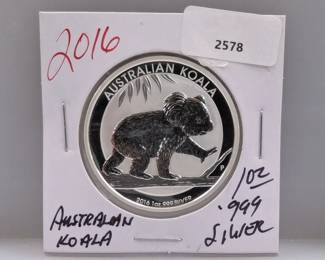 2016
2578
AUSTRALIAN KOALA
2016 1oz 999 SILVER
P
1oz
.999
SILVER
AUSTRALIAN
KOALA